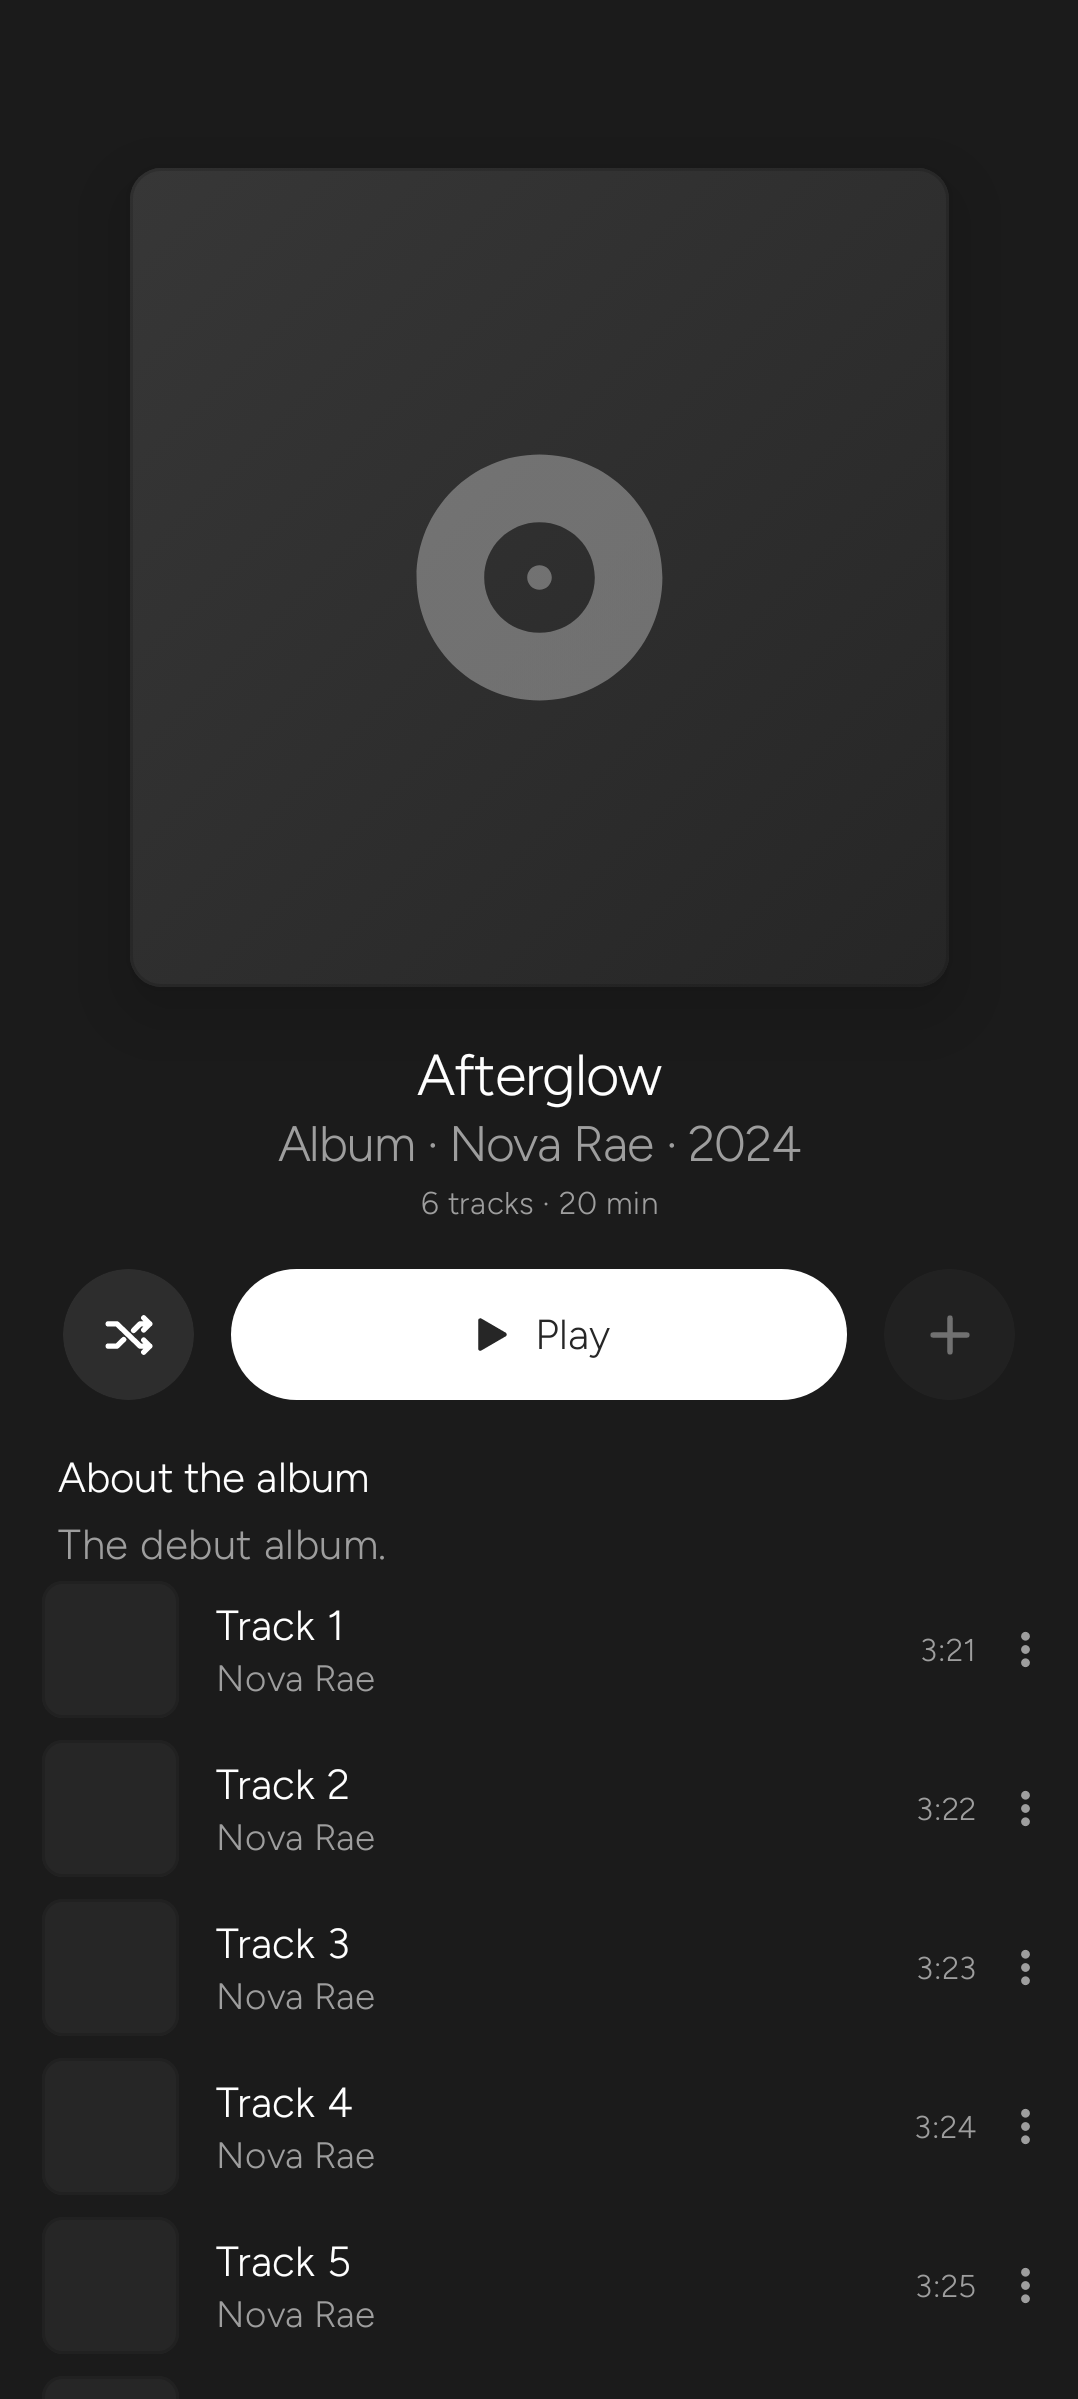 Afterglow
Album · Nova Rae · 2024
6 tracks · 20 min
Play
About the album
The debut album.
Track 1
Nova Rae
3:21
Track 2
Nova Rae
3:22
Track 3
Nova Rae
3:23
Track 4
Nova Rae
3:24
Track 5
Nova Rae
3:25